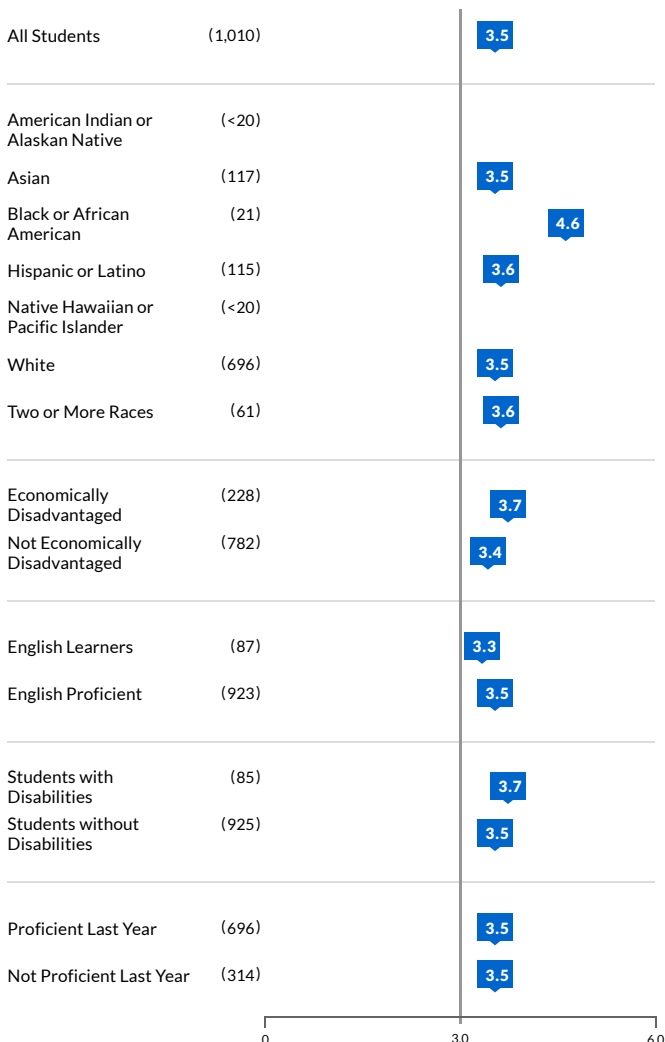 All Students (1,010) 3.5
American Indian or (<20)
Alaskan Native
Asian (117) 3.5
Black or African (21) 4.6
American
Hispanic or Latino (115) 3.6
Native Hawaiian or (<20)
Pacific Islander
White (696) 3.5
Two or More Races (61) 3.6
Economically (228) 3.7
Disadvantaged
Not Economically (782) 3.4
Disadvantaged
English Learners (87) 3.3
English Proficient (923) 3.5
Students with (85) 3.7
Disabilities
Students without (925) 3.5
Disabilities
Proficient Last Year (696) 3.5
Not Proficient Last Year (314) 3.5
0 3.0 6.0